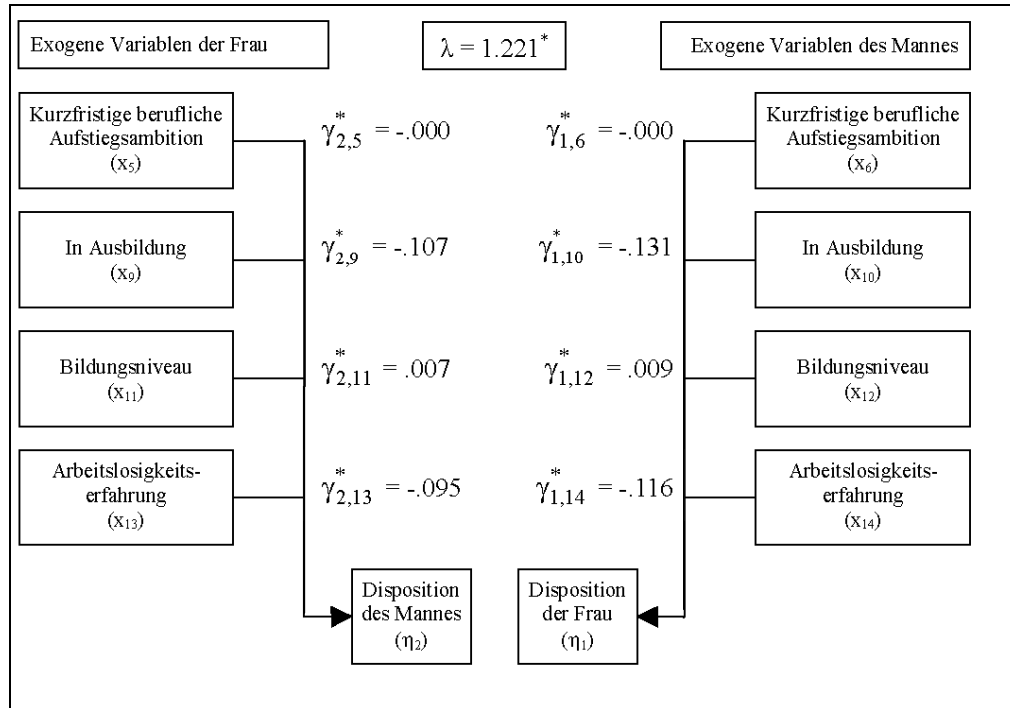 Exogene Variablen der Frau
λ = 1.221*
Exogene Variablen des Mannes
Kurzfristige berufliche
Aufstiegsambition
(x₅)
γ*₂,₅ = -.000
γ*₁,₆ = -.000
Kurzfristige berufliche
Aufstiegsambition
(x₆)
In Ausbildung
(x₉)
γ*₂,₉ = -.107
γ*₁,₁₀ = -.131
In Ausbildung
(x₁₀)
Bildungsniveau
(x₁₁)
γ*₂,₁₁ = .007
γ*₁,₁₂ = .009
Bildungsniveau
(x₁₂)
Arbeitslosigkeits-
erfahrung
(x₁₃)
γ*₂,₁₃ = -.095
γ*₁,₁₄ = -.116
Arbeitslosigkeits-
erfahrung
(x₁₄)
Disposition
des Mannes
(η₂)
Disposition
der Frau
(η₁)